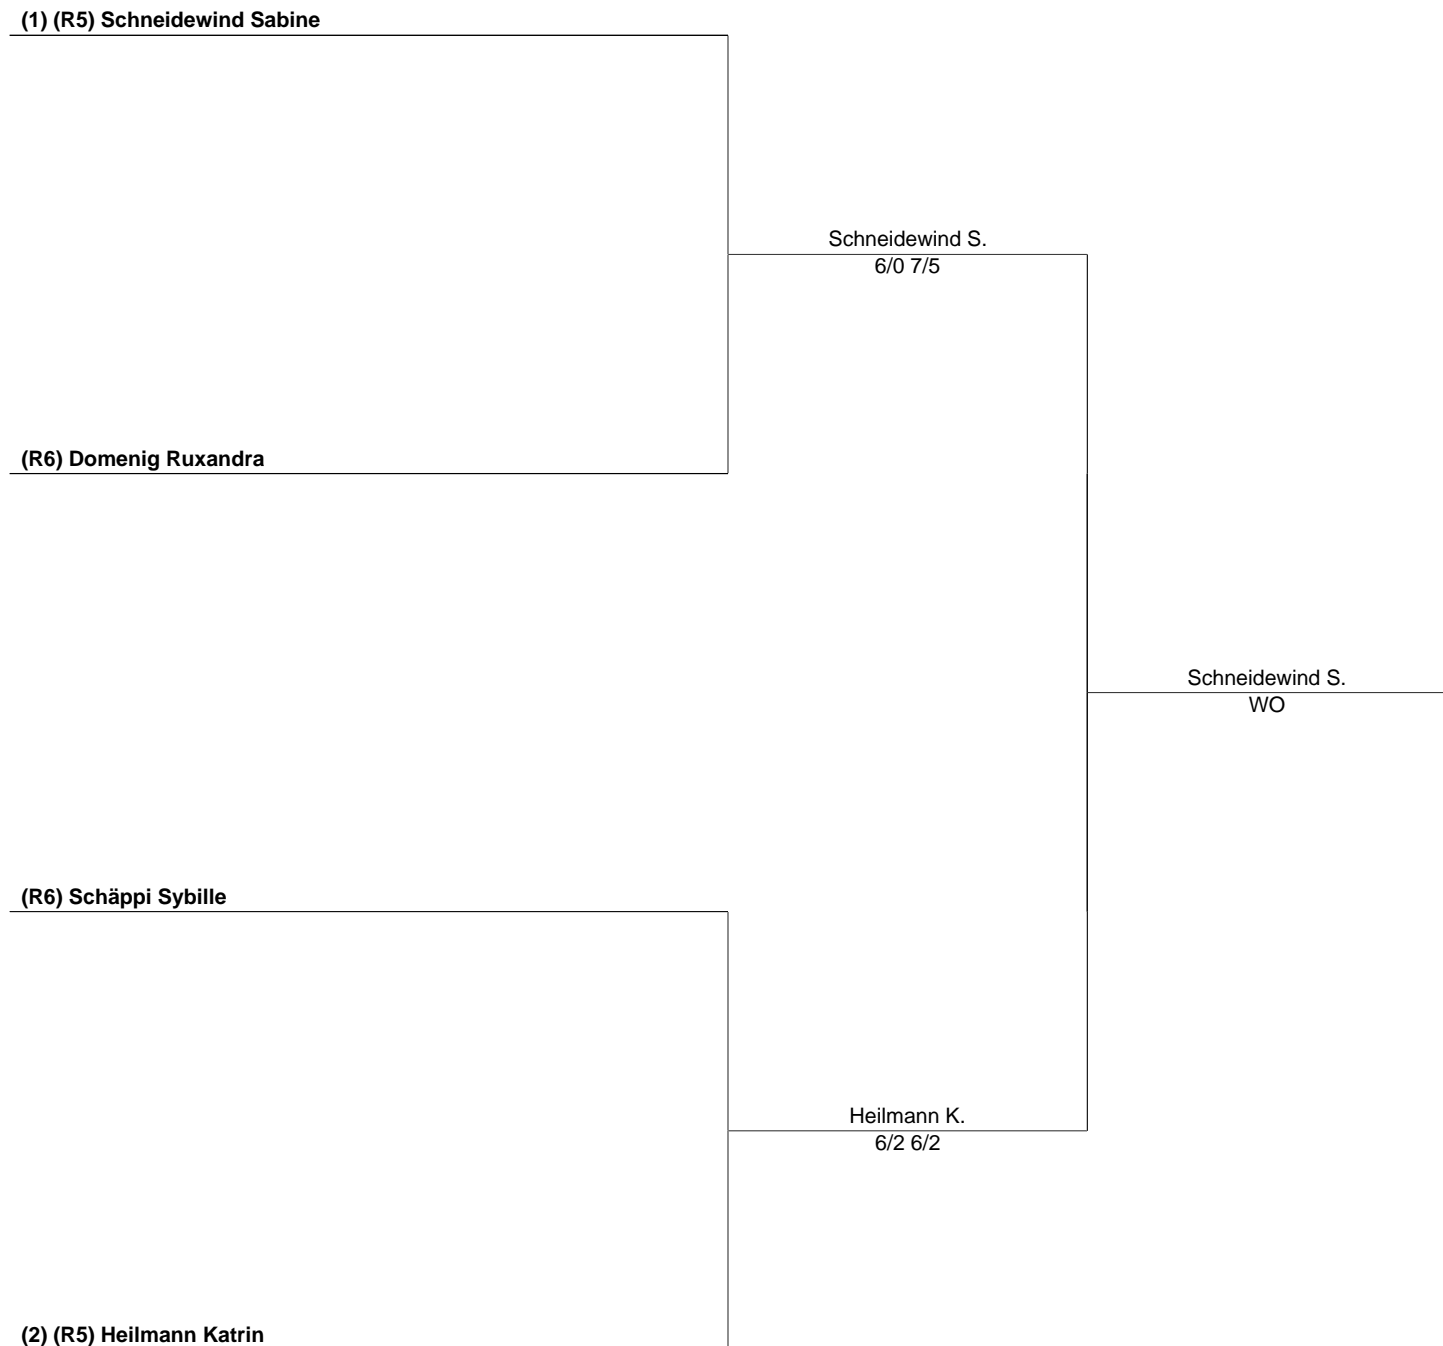 (1) (R5) Schneidewind Sabine
Schneidewind S.
6/0 7/5
(R6) Domenig Ruxandra
Schneidewind S.
WO
(R6) Schäppi Sybille
Heilmann K.
6/2 6/2
(2) (R5) Heilmann Katrin